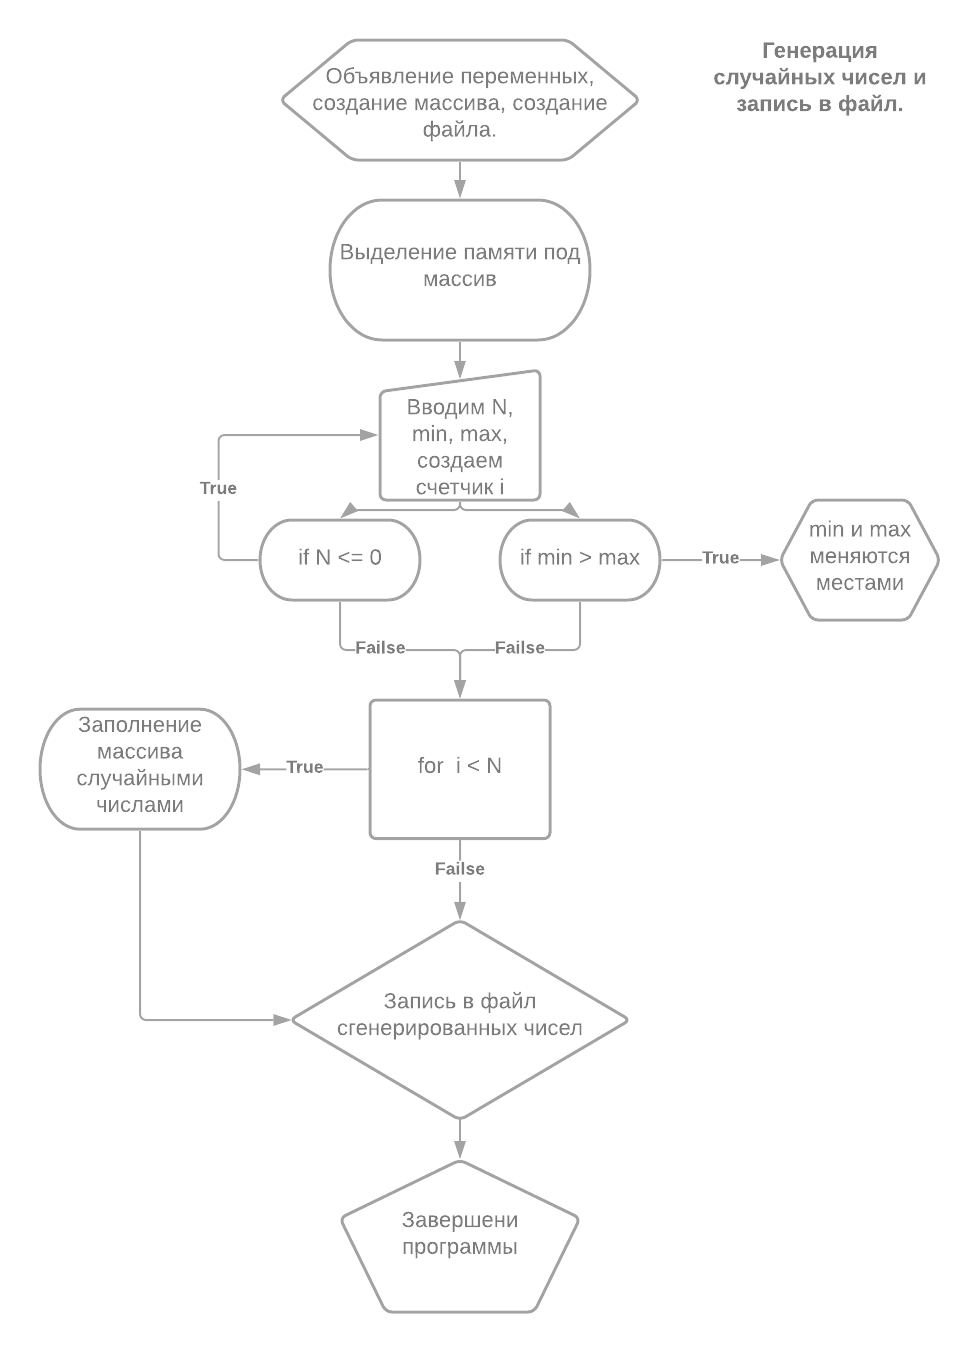 Генерация
случайных чисел и
запись в файл.
Объявление переменных,
создание массива, создание
файла.
Выделение памяти под
массив
Вводим N,
min, max,
создаем
счетчик i
True
if N <= 0
if min > max
True
min и max
меняются
местами
Failse
Failse
Заполнение
массива
случайными
числами
True
for i < N
Failse
Запись в файл
сгенерированных чисел
Завершени
программы